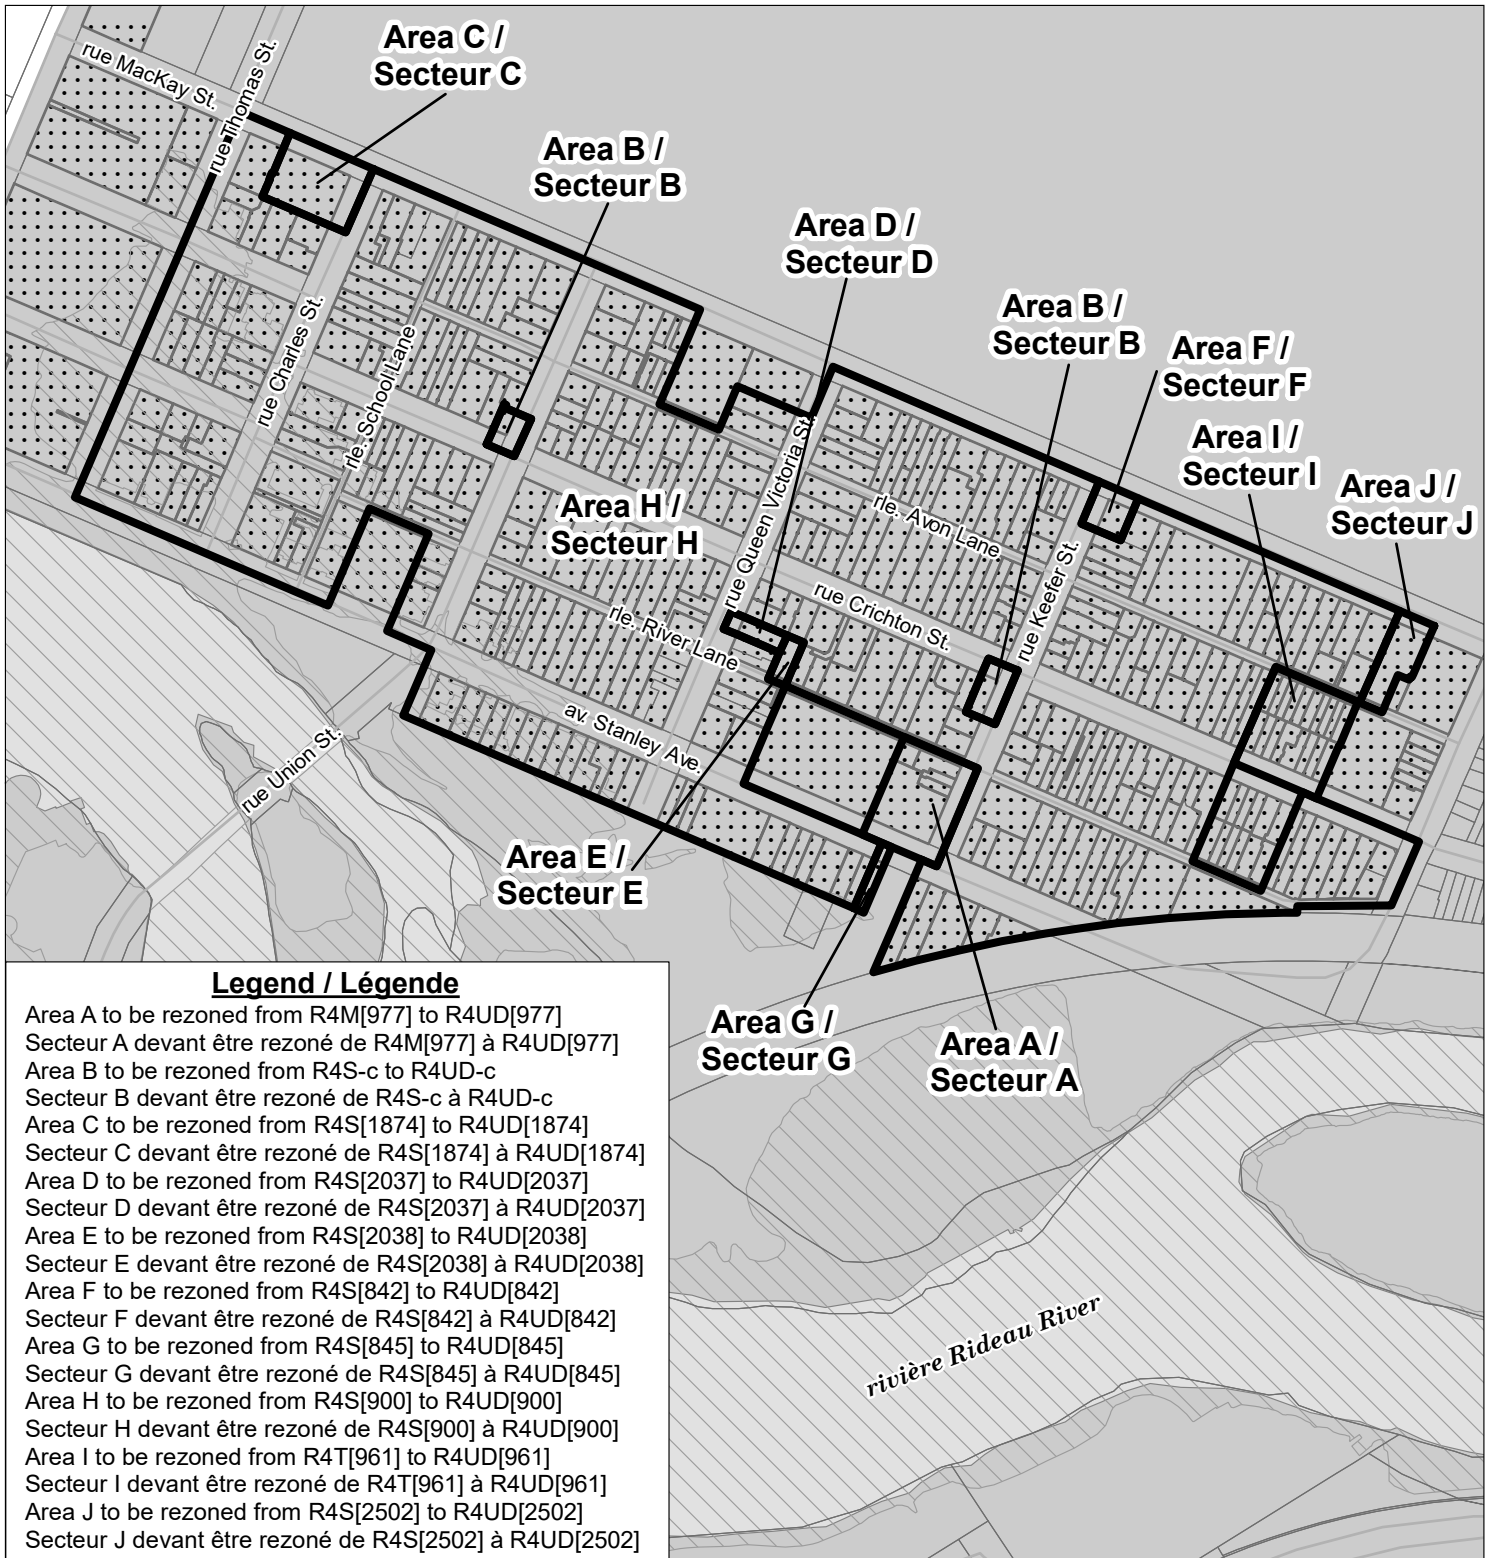 Area C /
Secteur C
rue MacKay St.
rue Thomas St.
Area B /
Secteur B
Area D /
Secteur D
Area B /
Secteur B
Area F /
Secteur F
Area I /
Secteur I
Area J /
Secteur J
rue Charles St.
rle. School Lane
Area H /
Secteur H
rue Queen Victoria St.
rle. Avon Lane
rue Keefer St.
rue Crichton St.
rle. River Lane
av. Stanley Ave.
rue Union St.
Area E /
Secteur E
Area G /
Secteur G
Area A /
Secteur A
rivière Rideau River
Legend / Légende
Area A to be rezoned from R4M[977] to R4UD[977]
Secteur A devant être rezoné de R4M[977] à R4UD[977]
Area B to be rezoned from R4S-c to R4UD-c
Secteur B devant être rezoné de R4S-c à R4UD-c
Area C to be rezoned from R4S[1874] to R4UD[1874]
Secteur C devant être rezoné de R4S[1874] à R4UD[1874]
Area D to be rezoned from R4S[2037] to R4UD[2037]
Secteur D devant être rezoné de R4S[2037] à R4UD[2037]
Area E to be rezoned from R4S[2038] to R4UD[2038]
Secteur E devant être rezoné de R4S[2038] à R4UD[2038]
Area F to be rezoned from R4S[842] to R4UD[842]
Secteur F devant être rezoné de R4S[842] à R4UD[842]
Area G to be rezoned from R4S[845] to R4UD[845]
Secteur G devant être rezoné de R4S[845] à R4UD[845]
Area H to be rezoned from R4S[900] to R4UD[900]
Secteur H devant être rezoné de R4S[900] à R4UD[900]
Area I to be rezoned from R4T[961] to R4UD[961]
Secteur I devant être rezoné de R4T[961] à R4UD[961]
Area J to be rezoned from R4S[2502] to R4UD[2502]
Secteur J devant être rezoné de R4S[2502] à R4UD[2502]